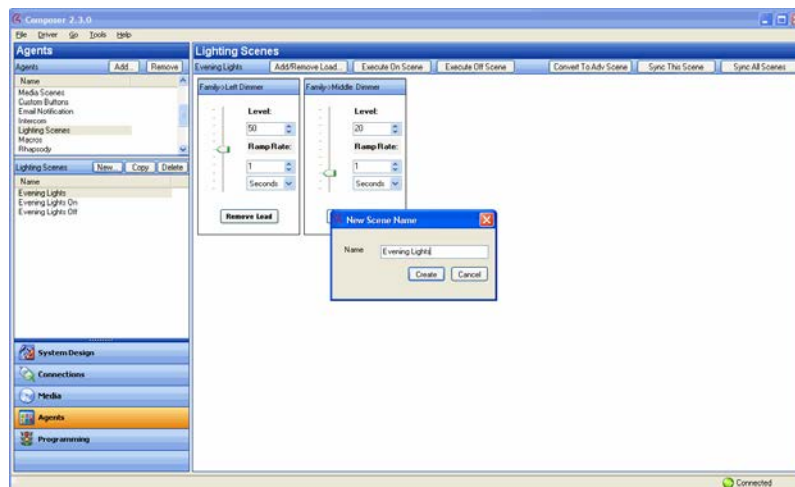 Composer 2.3.0
File Driver Go Tools Help
Agents
Agents Add... Remove
Name
Media Scenes
Custom Buttons
Email Notification
Intercom
Lighting Scenes
Macros
Rhapsody
Lighting Scenes New... Copy Delete
Name
Evening Lights
Evening Lights On
Evening Lights Off
System Design
Connections
Media
Agents
Programming
Lighting Scenes
Evening Lights Add/Remove Load... Execute On Scene Execute Off Scene Convert To Adv Scene Sync This Scene Sync All Scenes
Family->Left Dimmer
Level:
50
Ramp Rate:
1
Seconds
Remove Load
Family->Middle Dimmer
Level:
20
Ramp Rate:
1
Seconds
New Scene Name
Name Evening Lights
Create Cancel
Connected